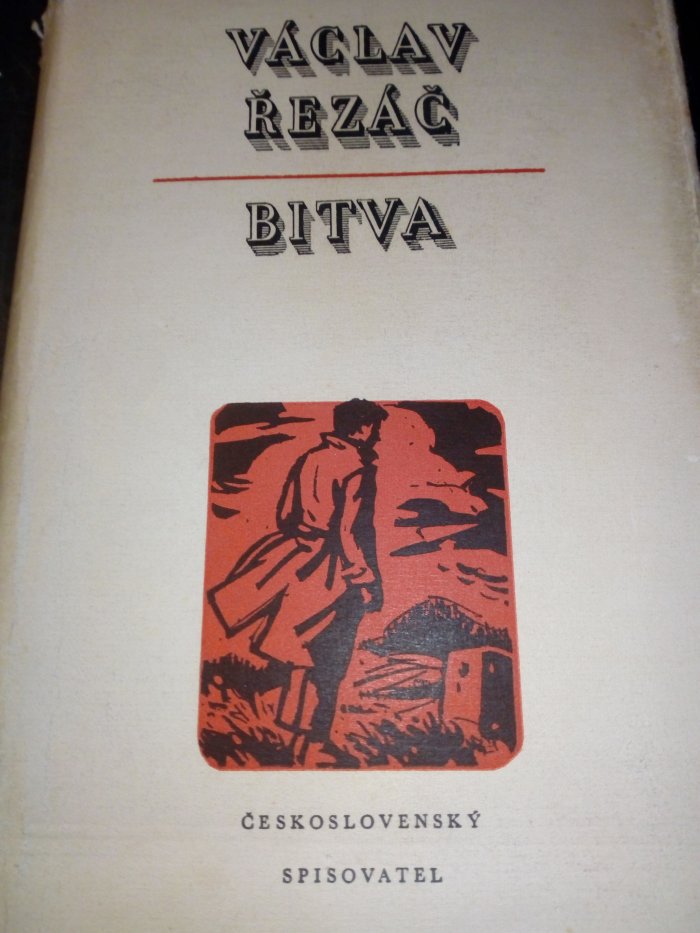 VÁCLAV
ŘEZÁČ
BITVA
ČESKOSLOVENSKÝ
SPISOVATEL